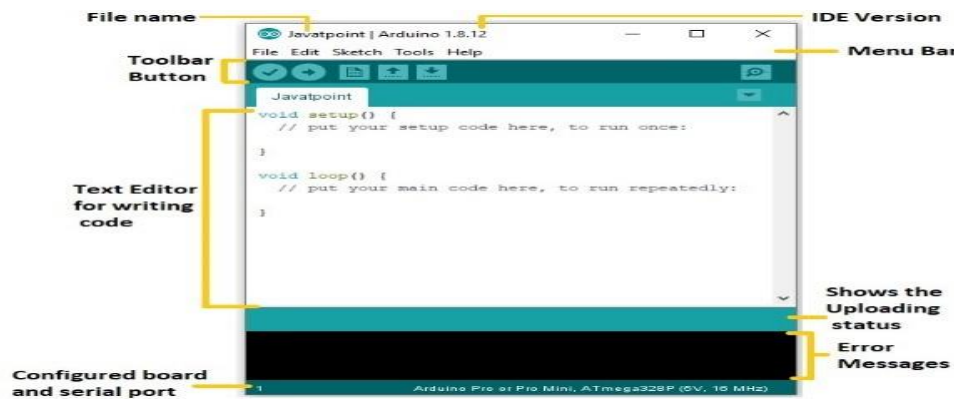 File name
IDE Version
Javatpoint | Arduino 1.8.12
File Edit Sketch Tools Help
Menu Bar
Toolbar
Button
Javatpoint
void setup() {
// put your setup code here, to run once:
}
void loop() {
// put your main code here, to run repeatedly:
}
Text Editor
for writing
code
Shows the
Uploading
status
Error
Messages
Configured board
and serial port
1
Arduino Pro or Pro Mini, ATmega328P (5V, 16 MHz)